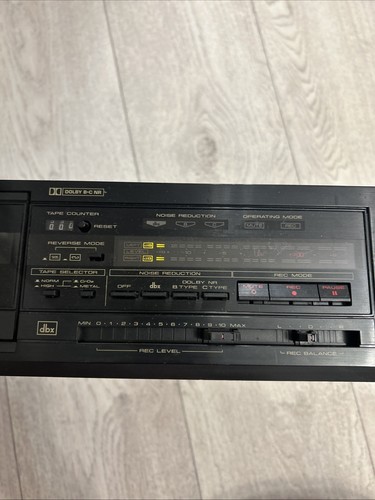 DOLBY B-C NR
TAPE COUNTER
NOISE REDUCTION
OPERATING MODE
RESET
MUTE
REC
REVERSE MODE
TAPE SELECTOR
NOISE REDUCTION
REC MODE
NORM
HIGH
CrO₂
METAL
OFF
dbx
DOLBY NR
B TYPE C TYPE
MUTE
REC
PAUSE
dbx
MIN 0 - 1 - 2 - 3 - 4 - 5 - 6 - 7 - 8 - 9 - 10 MAX
REC LEVEL
REC BALANCE